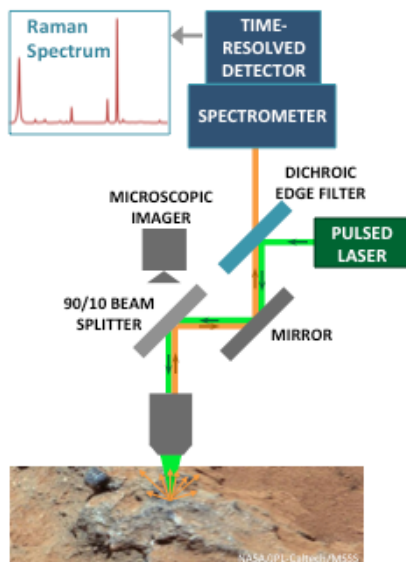 Raman
Spectrum
TIME-
RESOLVED
DETECTOR
SPECTROMETER
DICHROIC
EDGE FILTER
MICROSCOPIC
IMAGER
PULSED
LASER
90/10 BEAM
SPLITTER
MIRROR
NASA/JPL-Caltech/MSSS